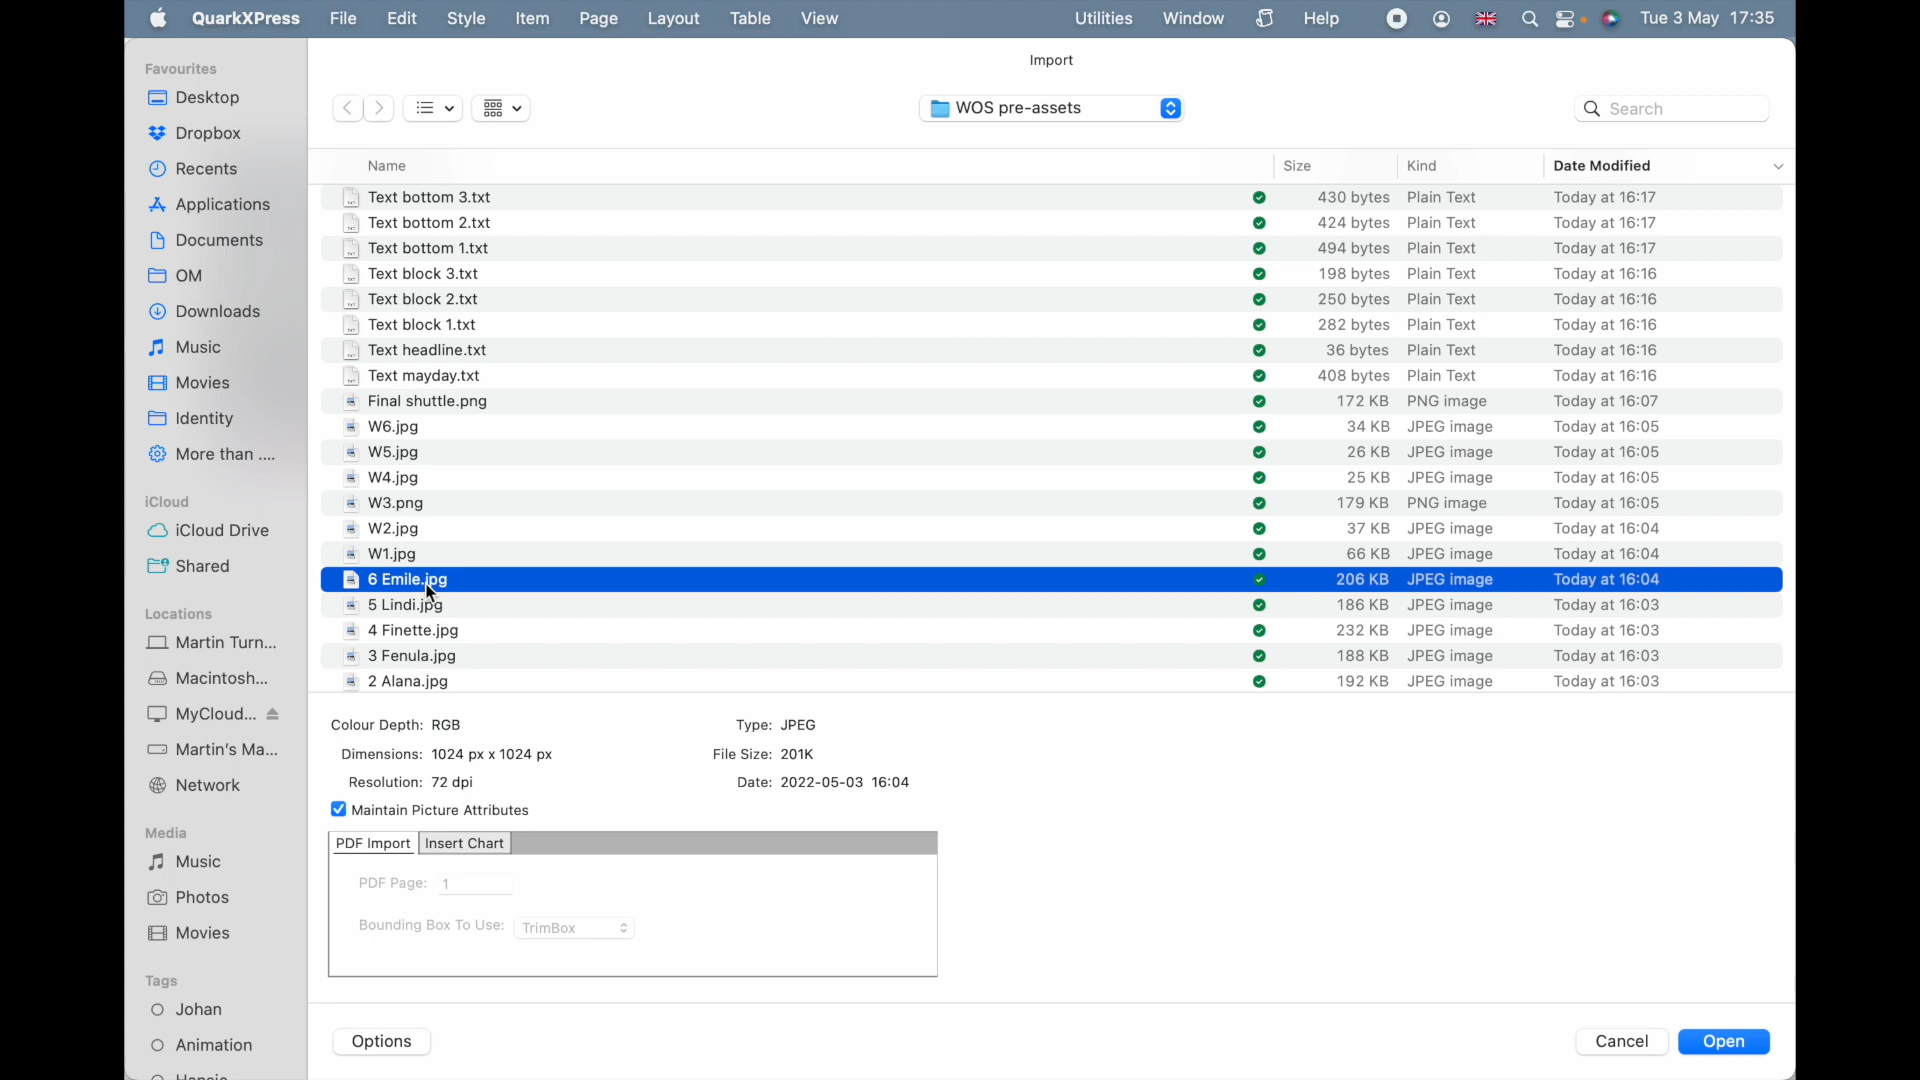 QuarkXPress File Edit Style Item Page Layout Table View Utilities Window Help Tue 3 May 17:35
Import
Favourites
Desktop
Dropbox
Recents
Applications
Documents
OM
Downloads
Music
Movies
Identity
More than ....
iCloud
iCloud Drive
Shared
Locations
Martin Turn...
Macintosh...
MyCloud...
Martin's Ma...
Network
Media
Music
Photos
Movies
Tags
Johan
Animation
WOS pre-assets Search
Name Size Kind Date Modified
Text bottom 3.txt 430 bytes Plain Text Today at 16:17
Text bottom 2.txt 424 bytes Plain Text Today at 16:17
Text bottom 1.txt 494 bytes Plain Text Today at 16:17
Text block 3.txt 198 bytes Plain Text Today at 16:16
Text block 2.txt 250 bytes Plain Text Today at 16:16
Text block 1.txt 282 bytes Plain Text Today at 16:16
Text headline.txt 36 bytes Plain Text Today at 16:16
Text mayday.txt 408 bytes Plain Text Today at 16:16
Final shuttle.png 172 KB PNG image Today at 16:07
W6.jpg 34 KB JPEG image Today at 16:05
W5.jpg 26 KB JPEG image Today at 16:05
W4.jpg 25 KB JPEG image Today at 16:05
W3.png 179 KB PNG image Today at 16:05
W2.jpg 37 KB JPEG image Today at 16:04
W1.jpg 66 KB JPEG image Today at 16:04
6 Emile.jpg 206 KB JPEG image Today at 16:04
5 Lindi.jpg 186 KB JPEG image Today at 16:03
4 Finette.jpg 232 KB JPEG image Today at 16:03
3 Fenula.jpg 188 KB JPEG image Today at 16:03
2 Alana.jpg 192 KB JPEG image Today at 16:03
Colour Depth: RGB Type: JPEG
Dimensions: 1024 px x 1024 px File Size: 201K
Resolution: 72 dpi Date: 2022-05-03 16:04
Maintain Picture Attributes
PDF Import Insert Chart
PDF Page: 1
Bounding Box To Use: TrimBox
Options Cancel Open